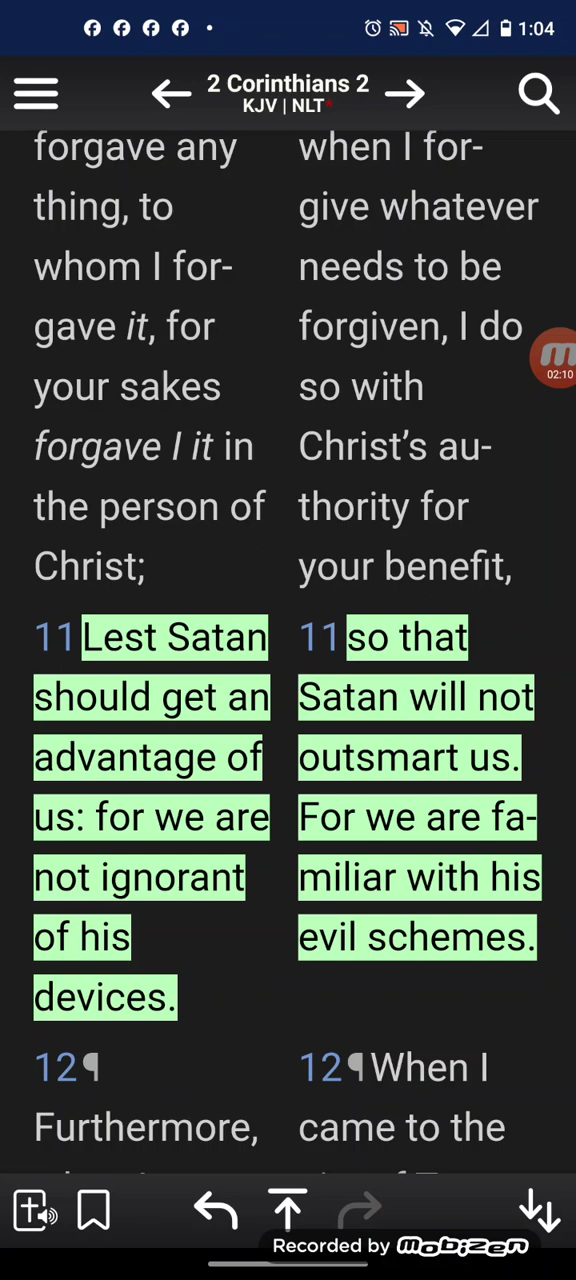 1:04
2 Corinthians 2
KJV | NLT*
forgave any
thing, to
whom I for-
gave it, for
your sakes
forgave I it in
the person of
Christ;
11 Lest Satan
should get an
advantage of
us: for we are
not ignorant
of his
devices.
12 ¶
Furthermore,
when I for-
give whatever
needs to be
forgiven, I do
so with
Christ’s au-
thority for
your benefit,
11 so that
Satan will not
outsmart us.
For we are fa-
miliar with his
evil schemes.
12 ¶ When I
came to the
02:10
Recorded by mobizen